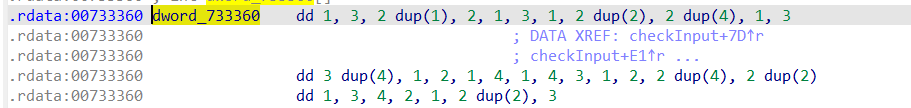 .rdata:00733360 dword_733360 dd 1, 3, 2 dup(1), 2, 1, 3, 1, 2 dup(2), 2 dup(4), 1, 3
.rdata:00733360 ; DATA XREF: checkInput+7D↑r
.rdata:00733360 ; checkInput+E1↑r ...
.rdata:00733360 dd 3 dup(4), 1, 2, 1, 4, 1, 4, 3, 1, 2, 2 dup(4), 2 dup(2)
.rdata:00733360 dd 1, 3, 4, 2, 1, 2 dup(2), 3